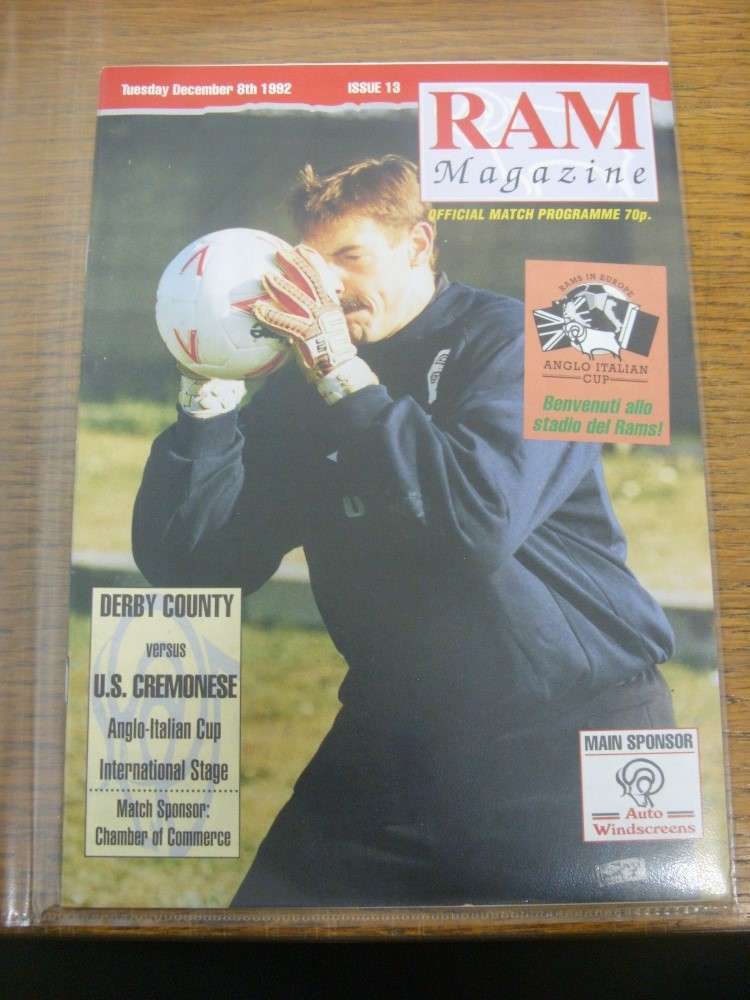 Tuesday December 8th 1992 ISSUE 13
RAM
Magazine
OFFICIAL MATCH PROGRAMME 70p.
RAMS IN EUROPE
ANGLO ITALIAN
CUP
Benvenuti allo
stadio del Rams!
DERBY COUNTY
versus
U.S. CREMONESE
Anglo-Italian Cup
International Stage
Match Sponsor:
Chamber of Commerce
MAIN SPONSOR
Auto
Windscreens